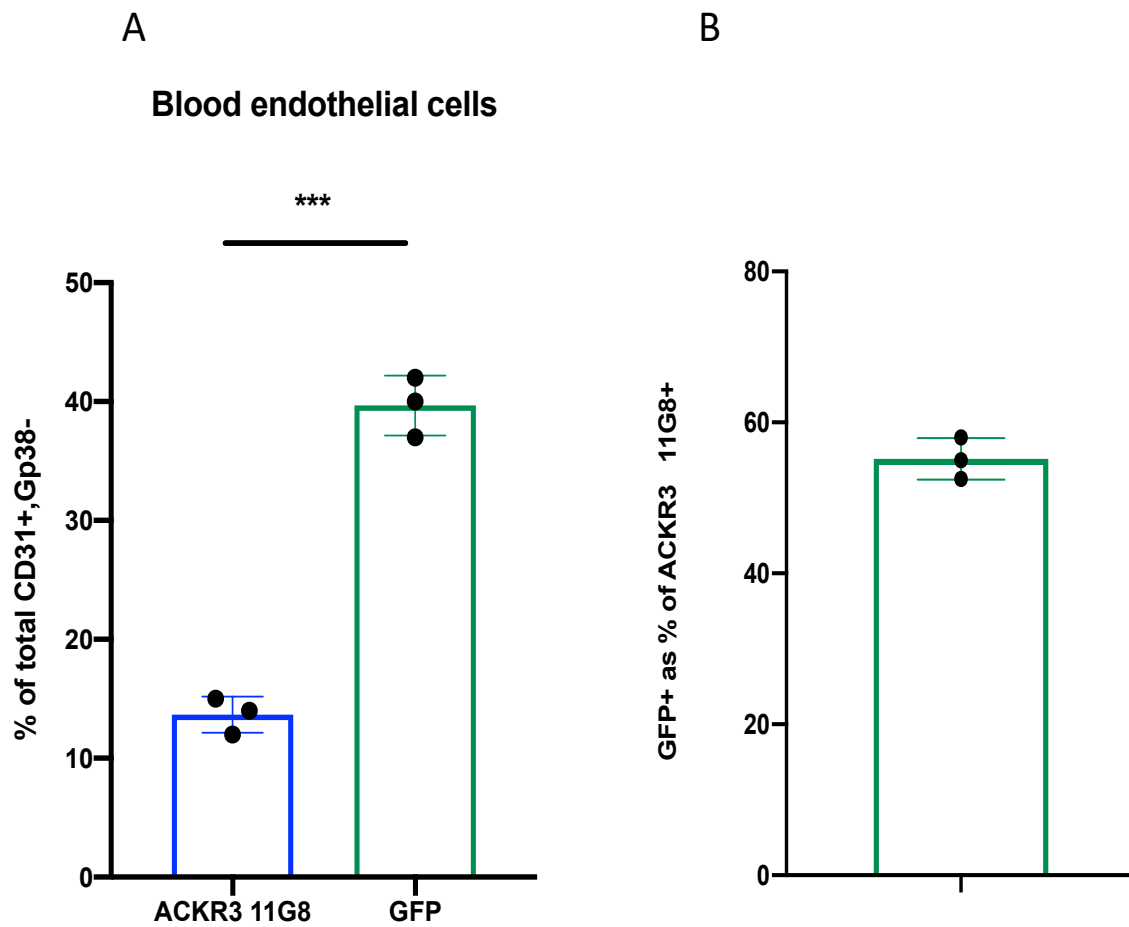 A
B
Blood endothelial cells
***
% of total CD31+,Gp38-
50
40
30
20
10
0
ACKR3 11G8
GFP
GFP+ as % of ACKR3 11G8+
80
60
40
20
0